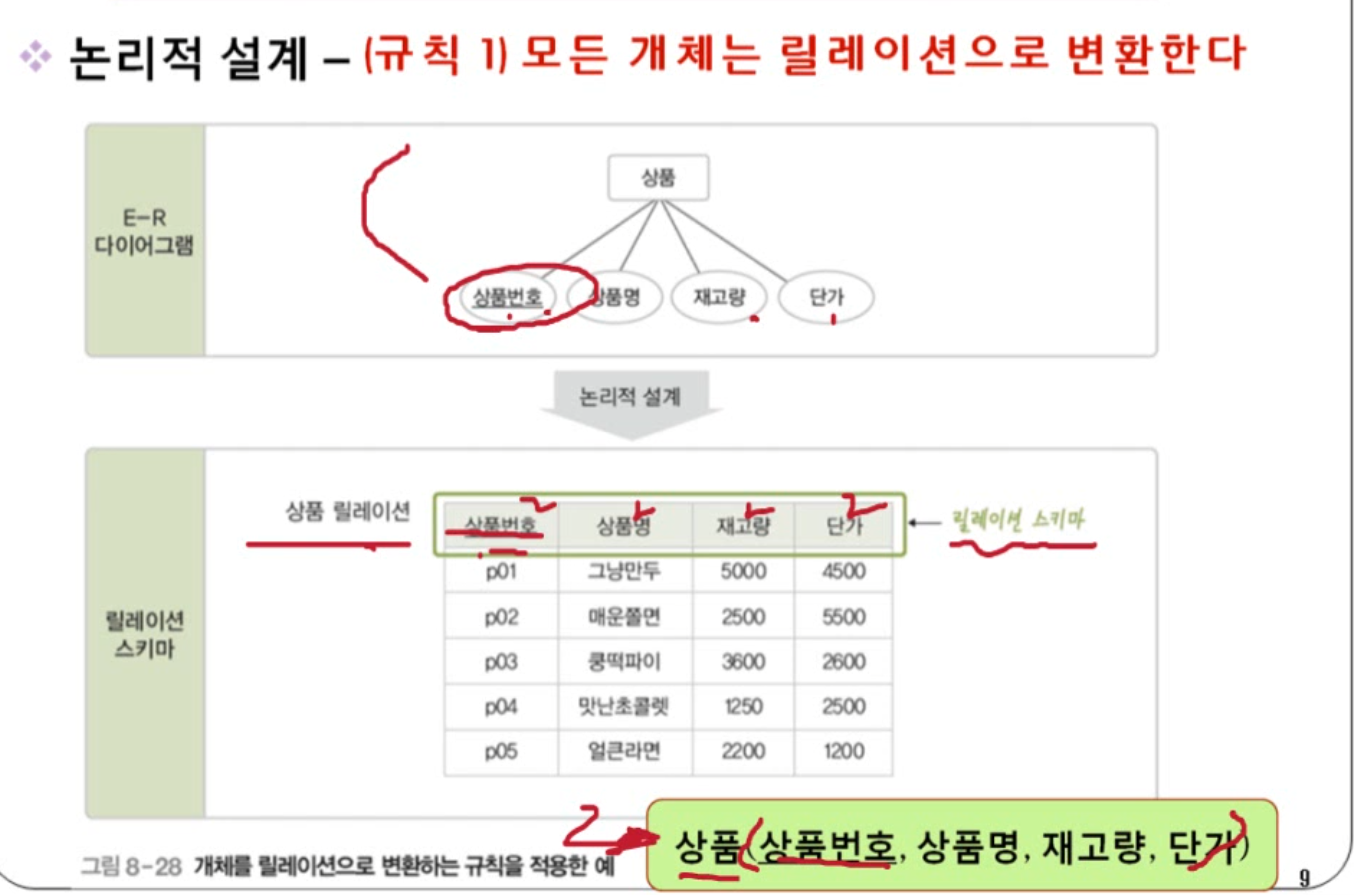 논리적 설계 – (규칙 1) 모든 개체는 릴레이션으로 변환한다
E-R
다이어그램
상품
상품번호 상품명 재고량 단가
논리적 설계
릴레이션
스키마
상품 릴레이션
상품번호 상품명 재고량 단가
릴레이션 스키마
p01 그냥만두 5000 4500
p02 매운쫄면 2500 5500
p03 쿵떡파이 3600 2600
p04 맛난초콜렛 1250 2500
p05 얼큰라면 2200 1200
상품(상품번호, 상품명, 재고량, 단가)
그림 8-28 개체를 릴레이션으로 변환하는 규칙을 적용한 예
9